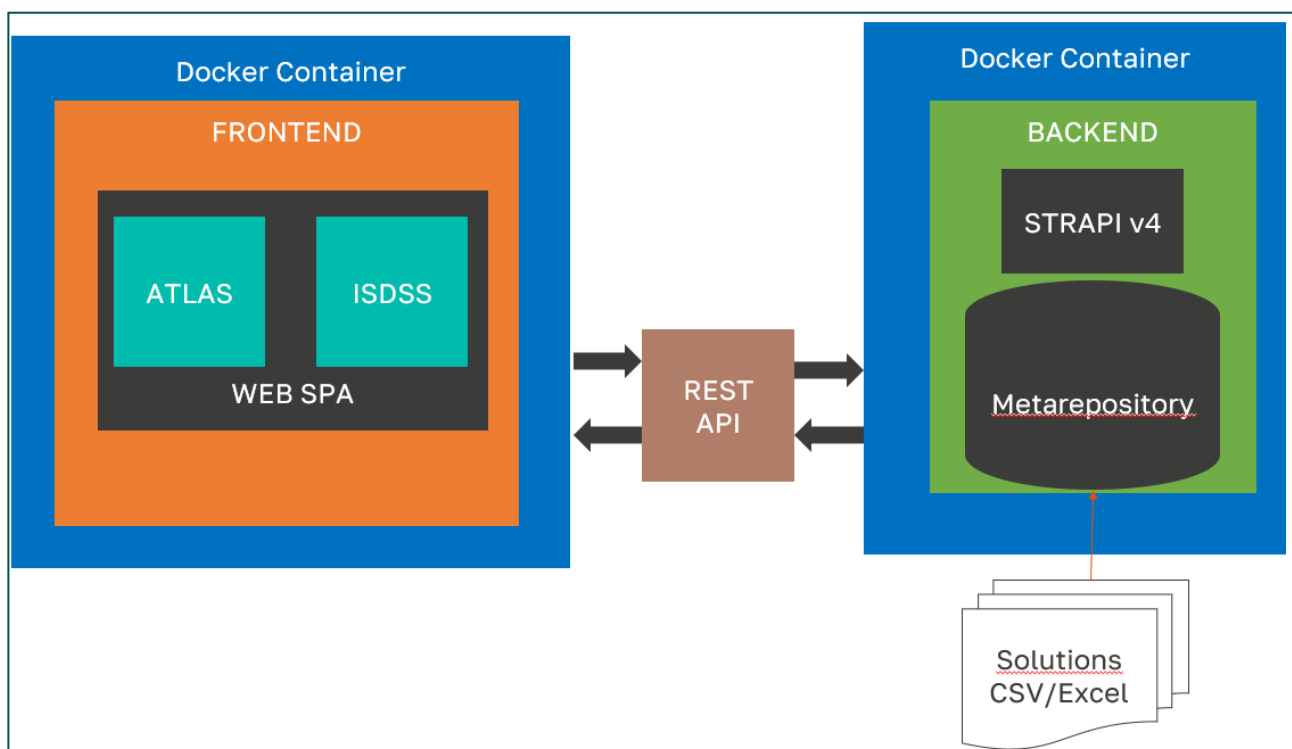 Docker Container
FRONTEND
ATLAS
ISDSS
WEB SPA
REST
API
Docker Container
BACKEND
STRAPI v4
Metarepository
Solutions
CSV/Excel